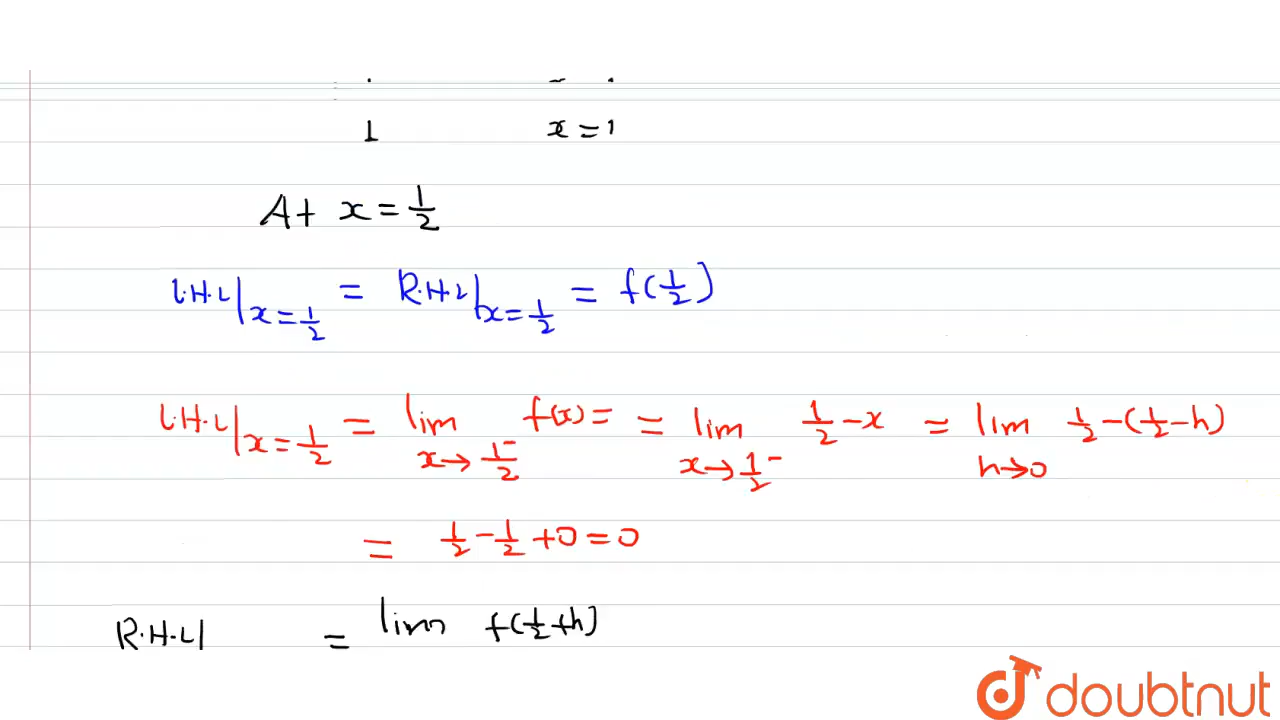 1 x = 1
At x = 1/2
L.H.L|x=1/2 = R.H.L|x=1/2 = f(1/2)
L.H.L|x=1/2 = lim x→1/2⁻ f(x) = = lim x→1/2⁻ 1/2 - x = lim h→0 1/2 - (1/2 - h)
= 1/2 - 1/2 + 0 = 0
R.H.L| = lim f(1/2 + h)
doubtnut